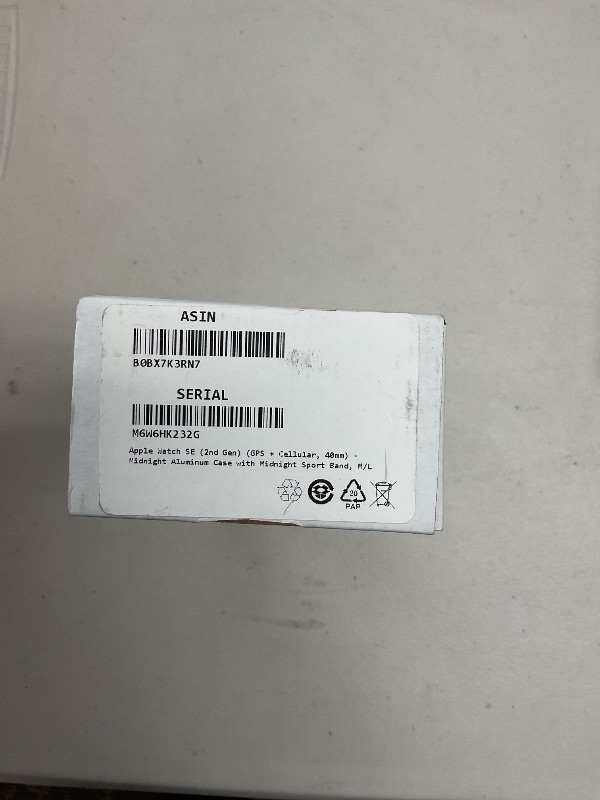 ASIN
B0BX7K3RN7
SERIAL
M6W6HK232G
Apple Watch SE (2nd Gen) (GPS + Cellular, 40mm) -
Midnight Aluminum Case with Midnight Sport Band, M/L
20
PAP